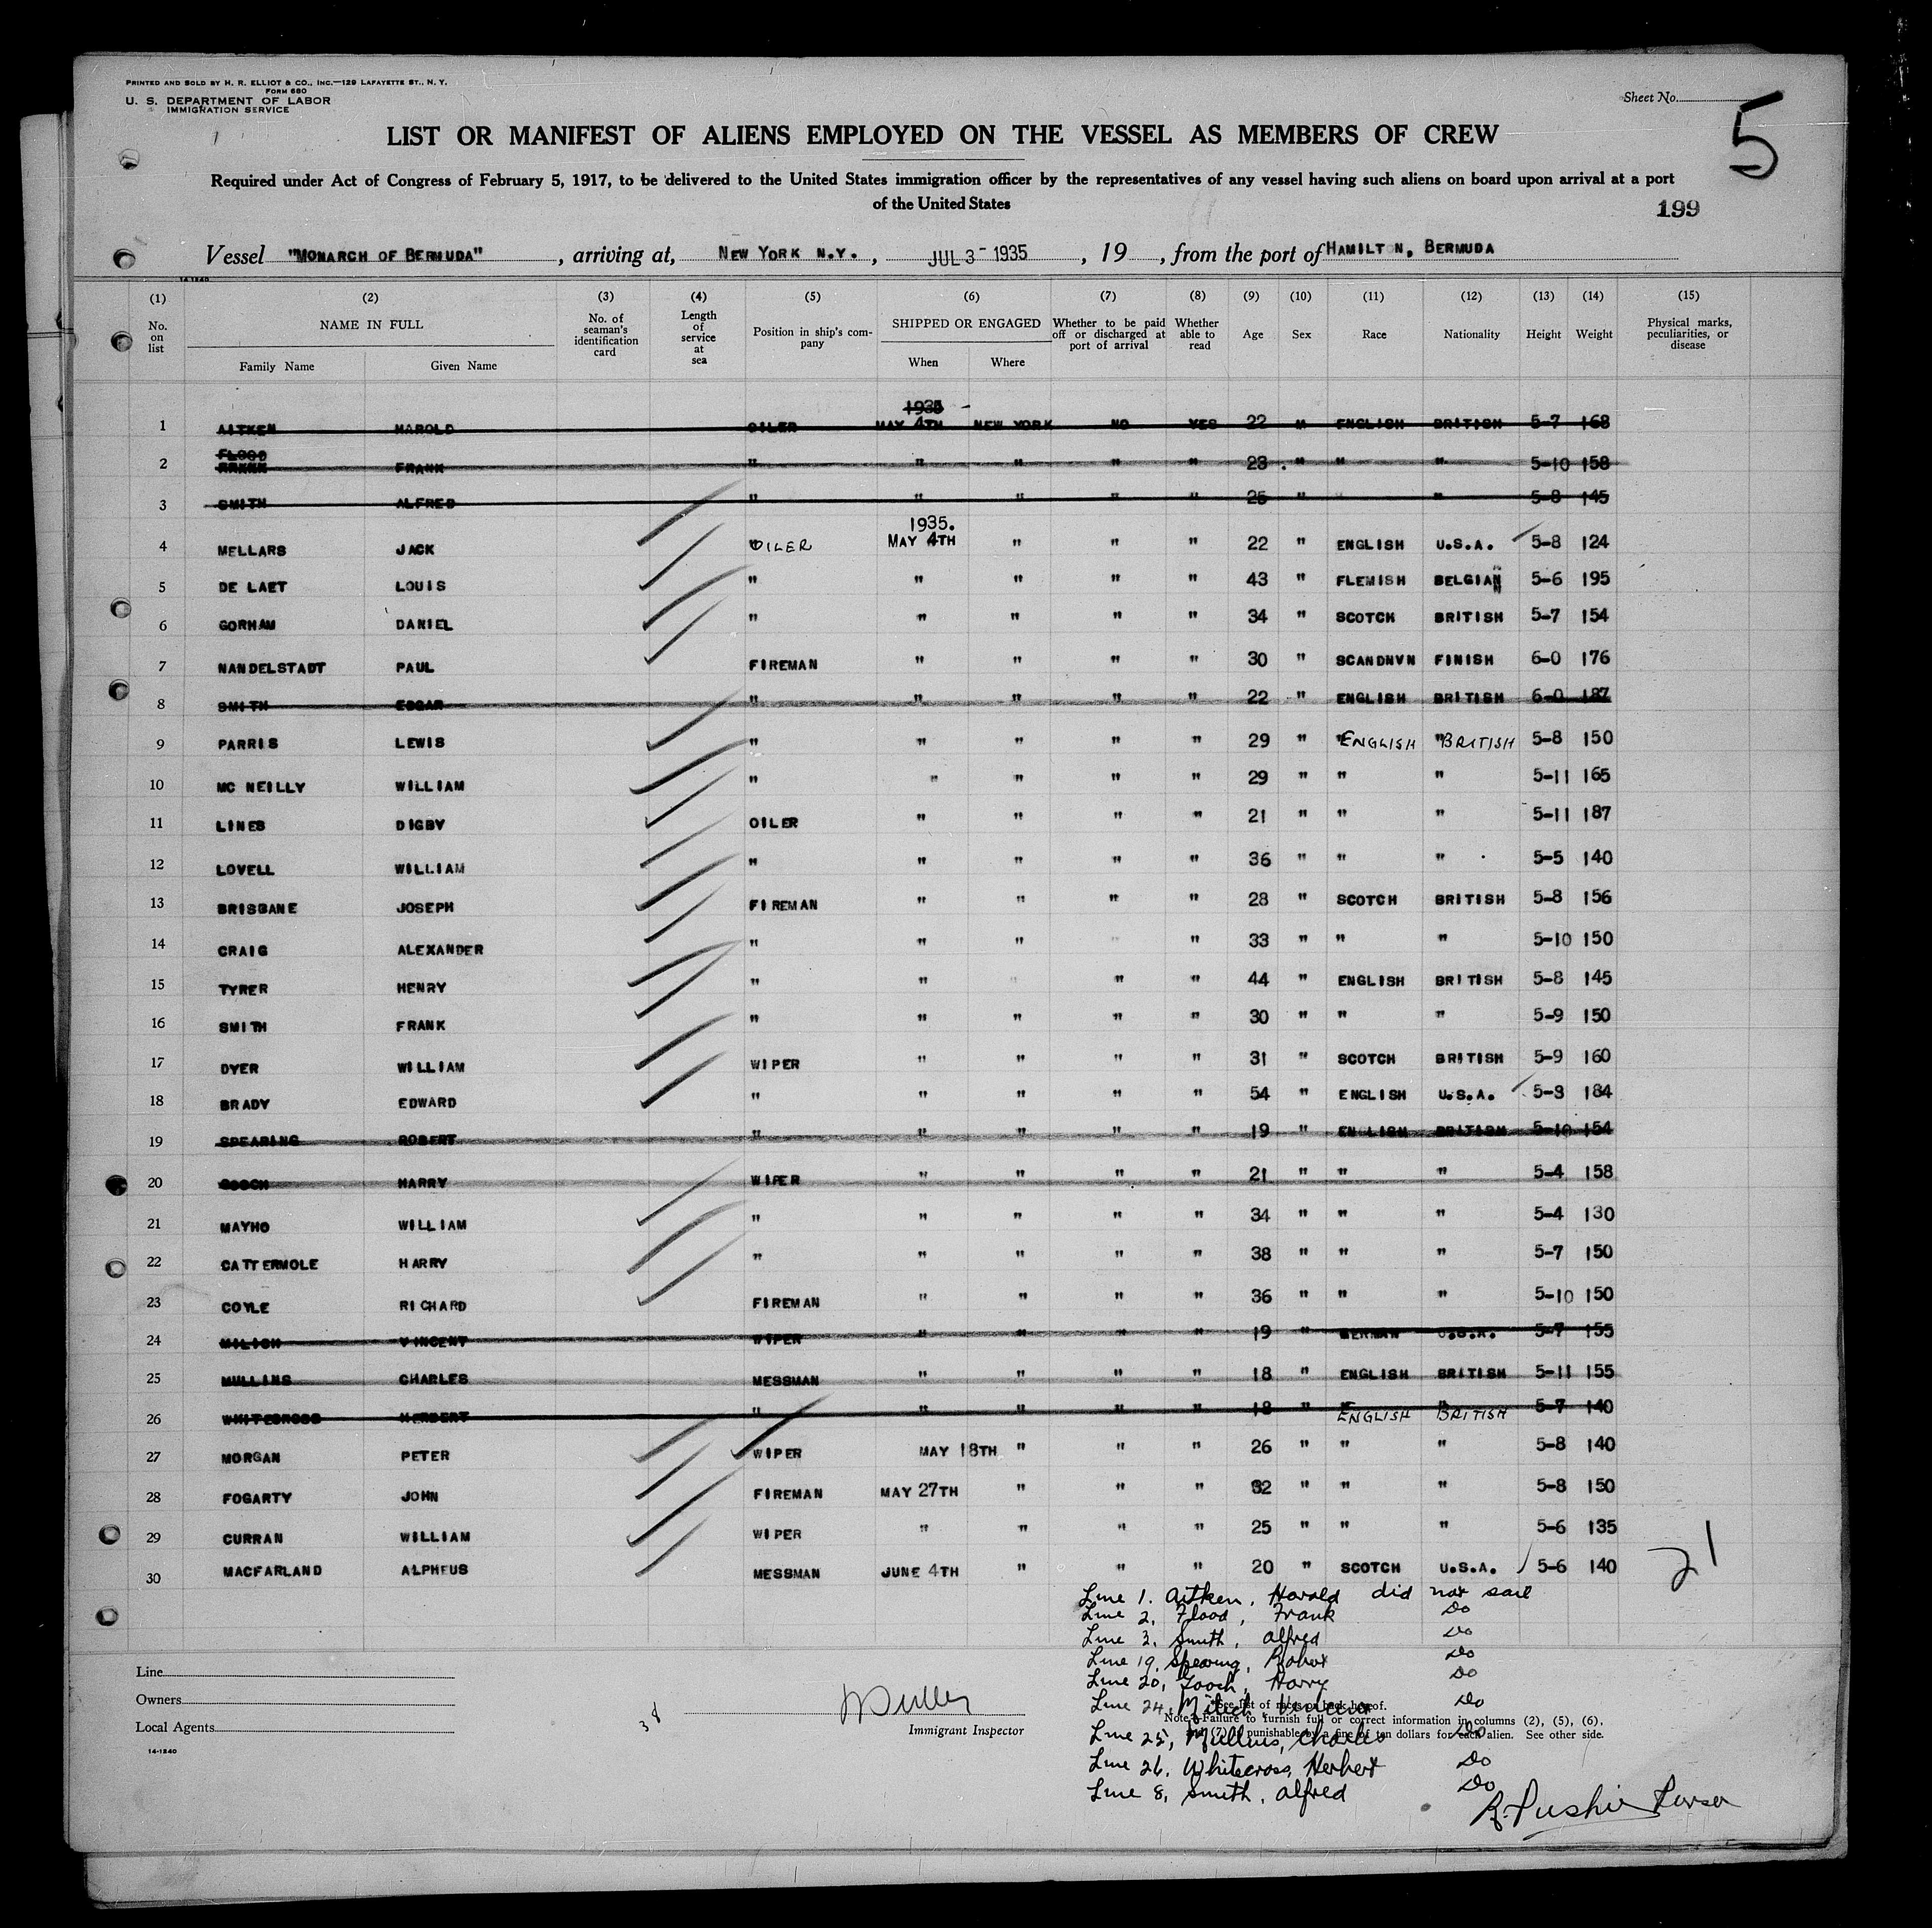 PRINTED AND SOLD BY H. R. ELLIOT & CO., INC.—129 LAFAYETTE ST., N. Y.
FORM 680
U. S. DEPARTMENT OF LABOR
IMMIGRATION SERVICE
Sheet No.
5
LIST OR MANIFEST OF ALIENS EMPLOYED ON THE VESSEL AS MEMBERS OF CREW
Required under Act of Congress of February 5, 1917, to be delivered to the United States immigration officer by the representatives of any vessel having such aliens on board upon arrival at a port
of the United States
199
Vessel "MONARCH OF BERMUDA", arriving at, NEW YORK N.Y., JUL 3- 1935, 19 , from the port of HAMILTON, BERMUDA
14-1240
(1) (2) (3) (4) (5) (6) (7) (8) (9) (10) (11) (12) (13) (14) (15)
No. on list NAME IN FULL Family Name Given Name No. of seaman's identification card Length of service at sea Position in ship's company SHIPPED OR ENGAGED When Where Whether to be paid off or discharged at port of arrival Whether able to read Age Sex Race Nationality Height Weight Physical marks, peculiarities, or disease
1935
1 AITKEN HAROLD OILER MAY 4TH NEW YORK NO YES 22 M ENGLISH BRITISH 5-7 168
FLOOD
2 FRANK " " " " " 23 " " " 5-10 158
3 SMITH ALFRED " " " " " 25 " " " 5-8 145
1935.
4 MELLARS JACK " OILER MAY 4TH " " " 22 " ENGLISH U.S.A. 5-8 124
5 DE LAET LOUIS " " " " " 43 " FLEMISH BELGIAN 5-6 195
6 GORHAM DANIEL " " " " " 34 " SCOTCH BRITISH 5-7 154
7 NANDELSTADT PAUL FIREMAN " " " " 30 " SCANDNVN FINISH 6-0 176
8 SMITH EDGAR " " " " " 22 " ENGLISH BRITISH 6-0 187
9 PARRIS LEWIS " " " " " 29 " " ENGLISH " BRITISH 5-8 150
10 MC NEILLY WILLIAM " " " " " 29 " " " 5-11 165
11 LINES DIGBY OILER " " " " 21 " " " 5-11 187
12 LOVELL WILLIAM " " " " " 36 " " " 5-5 140
13 BRISBANE JOSEPH FIREMAN " " " " 28 " SCOTCH BRITISH 5-8 156
14 CRAIG ALEXANDER " " " " " 33 " " " 5-10 150
15 TYRER HENRY " " " " " 44 " ENGLISH BRITISH 5-8 145
16 SMITH FRANK " " " " " 30 " " " 5-9 150
17 DYER WILLIAM WIPER " " " " 31 " SCOTCH BRITISH 5-9 160
18 BRADY EDWARD " " " " " 54 " ENGLISH U.S.A. 5-8 184
19 SPEARING ROBERT " " " " " 19 " ENGLISH BRITISH 5-10 154
20 GOOCH HARRY WIPER " " " " 21 " " " 5-4 158
21 MAYHO WILLIAM " " " " " 34 " " " 5-4 130
22 CATTERMOLE HARRY " " " " " 38 " " " 5-7 150
23 COYLE RICHARD FIREMAN " " " " 36 " " " 5-10 150
24 MILICH VINCENT WIPER " " " " 19 " GERMAN U.S.A. 5-7 155
25 MULLINS CHARLES MESSMAN " " " " 18 " ENGLISH BRITISH 5-11 155
26 WHITECROSS HERBERT " " " " " 18 " " ENGLISH " BRITISH 5-7 140
27 MORGAN PETER WIPER MAY 18TH " " " 26 " " " 5-8 140
28 FOGARTY JOHN FIREMAN MAY 27TH " " " 32 " " " 5-8 150
29 CURRAN WILLIAM WIPER " " " " 25 " " " 5-6 135
30 MACFARLAND ALPHEUS MESSMAN JUNE 4TH " " " 20 " SCOTCH U.S.A. 5-6 140
21
Line 1. Aitken, Harold did not sail
Line 2, Flood, Frank Do
Line 3. Smith, Alfred Do
Line 19. Spearing, Robert Do
Line 20, Gooch, Harry Do
Line 24, Milich Vincent Do
Line 25, Mullins, Charles Do
Line 26. Whitecross, Herbert Do
Line 8, Smith, Alfred Do
Line
Owners
Local Agents
14-1240
38
Immigrant Inspector
See list of races on back hereof.
Note.—Failure to furnish full or correct information in columns (2), (5), (6),
and (7) is punishable by a fine of ten dollars for each alien. See other side.
Purser